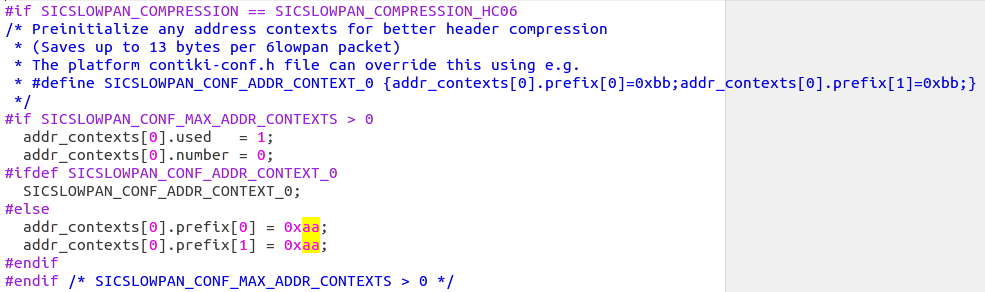 #if SICSLOWPAN_COMPRESSION == SICSLOWPAN_COMPRESSION_HC06
/* Preinitialize any address contexts for better header compression
 * (Saves up to 13 bytes per 6lowpan packet)
 * The platform contiki-conf.h file can override this using e.g.
 * #define SICSLOWPAN_CONF_ADDR_CONTEXT_0 {addr_contexts[0].prefix[0]=0xbb;addr_contexts[0].prefix[1]=0xbb;}
 */
#if SICSLOWPAN_CONF_MAX_ADDR_CONTEXTS > 0
  addr_contexts[0].used   = 1;
  addr_contexts[0].number = 0;
#ifdef SICSLOWPAN_CONF_ADDR_CONTEXT_0
  SICSLOWPAN_CONF_ADDR_CONTEXT_0;
#else
  addr_contexts[0].prefix[0] = 0xaa;
  addr_contexts[0].prefix[1] = 0xaa;
#endif
#endif /* SICSLOWPAN_CONF_MAX_ADDR_CONTEXTS > 0 */